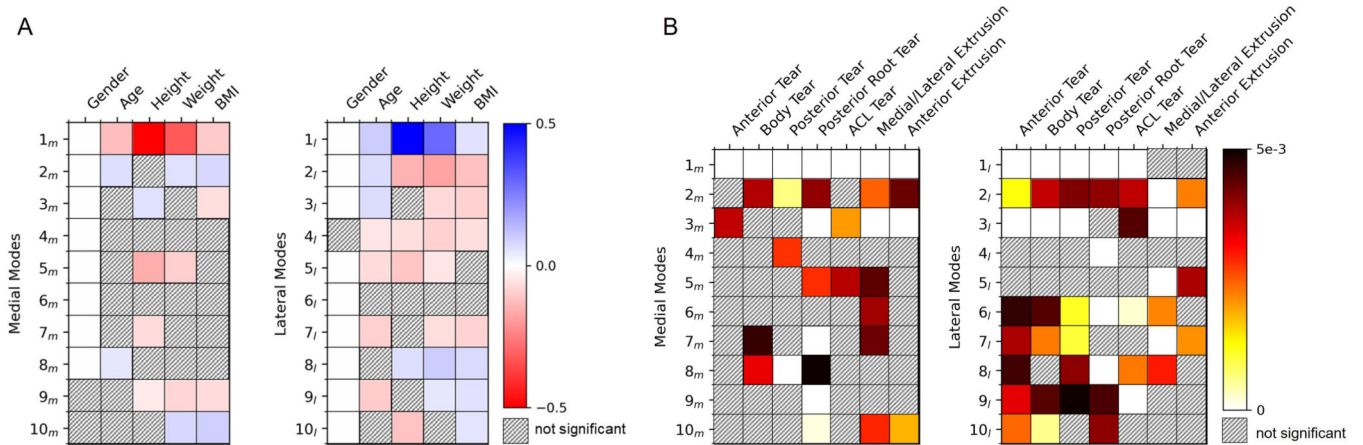 A
Gender
Age
Height
Weight
BMI
Medial Modes
1m
2m
3m
4m
5m
6m
7m
8m
9m
10m
Gender
Age
Height
Weight
BMI
Lateral Modes
1l
2l
3l
4l
5l
6l
7l
8l
9l
10l
0.5
0.0
−0.5
not significant
B
Anterior Tear
Body Tear
Posterior Tear
Posterior Root Tear
ACL Tear
Medial/Lateral Extrusion
Anterior Extrusion
Medial Modes
1m
2m
3m
4m
5m
6m
7m
8m
9m
10m
Anterior Tear
Body Tear
Posterior Tear
Posterior Root Tear
ACL Tear
Medial/Lateral Extrusion
Anterior Extrusion
Lateral Modes
1l
2l
3l
4l
5l
6l
7l
8l
9l
10l
5e-3
0
not significant